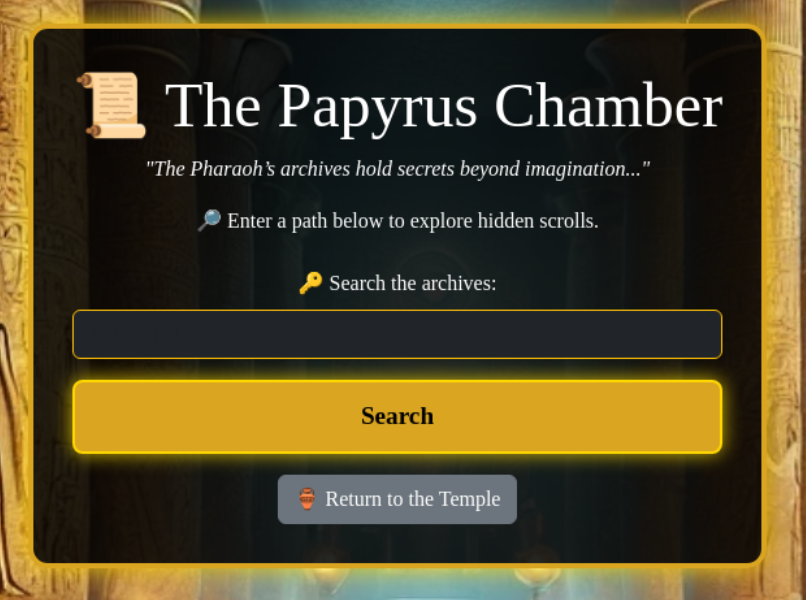 📜 The Papyrus Chamber
"The Pharaoh’s archives hold secrets beyond imagination..."
🔎 Enter a path below to explore hidden scrolls.
🔑 Search the archives:
Search
🏺 Return to the Temple